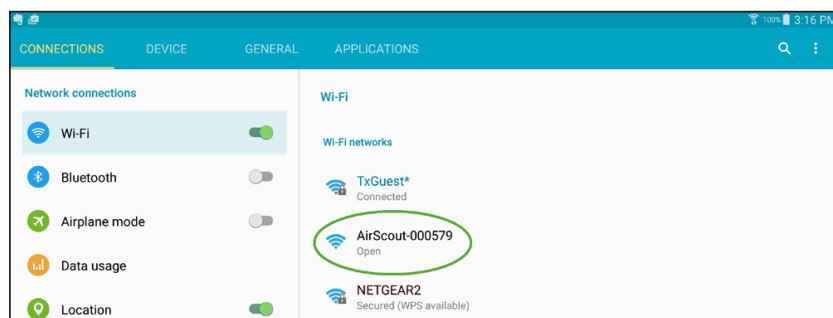 100% 3:16 PM
CONNECTIONS DEVICE GENERAL APPLICATIONS
Network connections
Wi-Fi
Bluetooth
Airplane mode
Data usage
Location
Wi-Fi
Wi-Fi networks
TxGuest*
Connected
AirScout-000579
Open
NETGEAR2
Secured (WPS available)